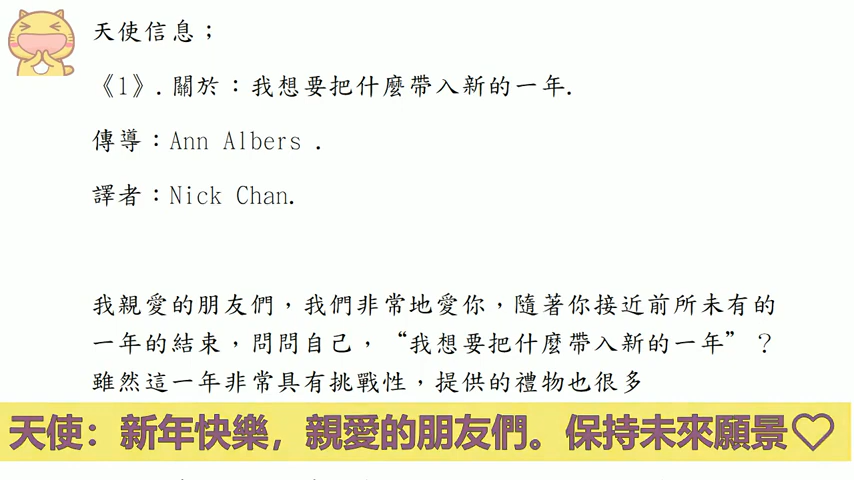 天使信息；
《1》.關於：我想要把什麼帶入新的一年.
傳導：Ann Albers .
譯者：Nick Chan.
我親愛的朋友們，我們非常地愛你，隨著你接近前所未有的
一年的結束，問問自己，“我想要把什麼帶入新的一年”？
雖然這一年非常具有挑戰性，提供的禮物也很多
天使：新年快樂，親愛的朋友們。保持未來願景♡